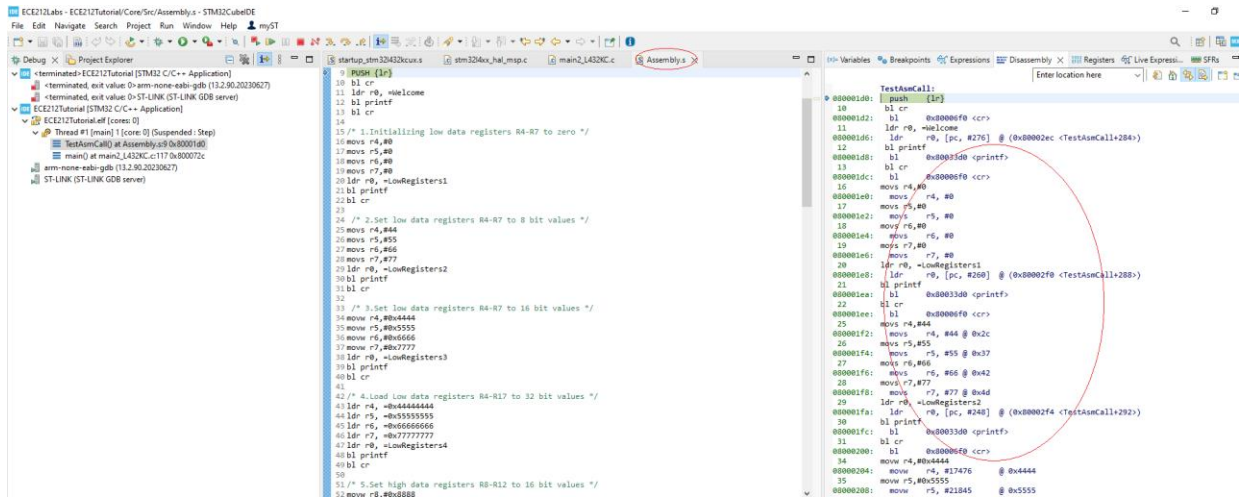 ECE212Labs - ECE212Tutorial/Core/Src/Assembly.s - STM32CubeIDE
File Edit Navigate Search Project Run Window Help myST
Debug Project Explorer
<terminated>ECE212Tutorial [STM32 C/C++ Application]
<terminated, exit value: 0>arm-none-eabi-gdb (13.2.90.20230627)
<terminated, exit value: 0>ST-LINK (ST-LINK GDB server)
ECE212Tutorial [STM32 C/C++ Application]
ECE212Tutorial.elf [cores: 0]
Thread #1 [main] 1 [core: 0] (Suspended : Step)
TestAsmCall() at Assembly.s:9 0x80001d0
main() at main2_L432KC.c:117 0x800072c
arm-none-eabi-gdb (13.2.90.20230627)
ST-LINK (ST-LINK GDB server)
startup_stm32l432kcux.s stm32l4xx_hal_msp.c main2_L432KC.c Assembly.s
9 PUSH {lr}
10 bl cr
11 ldr r0, =Welcome
12 bl printf
13 bl cr
15 /* 1.Initializing low data registers R4-R7 to zero */
16 movs r4,#0
17 movs r5,#0
18 movs r6,#0
19 movs r7,#0
20 ldr r0, =LowRegisters1
21 bl printf
22 bl cr
23
24 /* 2.Set low data registers R4-R7 to 8 bit values */
25 movs r4,#44
26 movs r5,#55
27 movs r6,#66
28 movs r7,#77
29 ldr r0, =LowRegisters2
30 bl printf
31 bl cr
32
33 /* 3.Set low data registers R4-R7 to 16 bit values */
34 movw r4,#0x4444
35 movw r5,#0x5555
36 movw r6,#0x6666
37 movw r7,#0x7777
38 ldr r0, =LowRegisters3
39 bl printf
40 bl cr
41
42 /* 4.Load Low data registers R4-R17 to 32 bit values */
43 ldr r4, =0x44444444
44 ldr r5, =0x55555555
45 ldr r6, =0x66666666
46 ldr r7, =0x77777777
47 ldr r0, =LowRegisters4
48 bl printf
49 bl cr
50
51 /* 5.Set high data registers R8-R12 to 16 bit values */
52 movw r8,#0x8888
Variables Breakpoints Expressions Disassembly Registers Live Expressi... SFRs
Enter location here
TestAsmCall:
080001d0: push {lr}
10 bl cr
080001d2: bl 0x80006f0 <cr>
11 ldr r0, =Welcome
080001d6: ldr r0, [pc, #276] @ (0x80002ec <TestAsmCall+284>)
12 bl printf
080001d8: bl 0x80033d0 <printf>
13 bl cr
080001dc: bl 0x80006f0 <cr>
16 movs r4,#0
080001e0: movs r4, #0
17 movs r5,#0
080001e2: movs r5, #0
18 movs r6,#0
080001e4: movs r6, #0
19 movs r7,#0
080001e6: movs r7, #0
20 ldr r0, =LowRegisters1
080001e8: ldr r0, [pc, #260] @ (0x80002f0 <TestAsmCall+288>)
21 bl printf
080001ea: bl 0x80033d0 <printf>
22 bl cr
080001ee: bl 0x80006f0 <cr>
25 movs r4,#44
080001f2: movs r4, #44 @ 0x2c
26 movs r5,#55
080001f4: movs r5, #55 @ 0x37
27 movs r6,#66
080001f6: movs r6, #66 @ 0x42
28 movs r7,#77
080001f8: movs r7, #77 @ 0x4d
29 ldr r0, =LowRegisters2
080001fa: ldr r0, [pc, #248] @ (0x80002f4 <TestAsmCall+292>)
30 bl printf
080001fc: bl 0x80033d0 <printf>
31 bl cr
08000200: bl 0x80006f0 <cr>
34 movw r4,#0x4444
08000204: movw r4, #17476 @ 0x4444
35 movw r5,#0x5555
08000208: movw r5, #21845 @ 0x5555